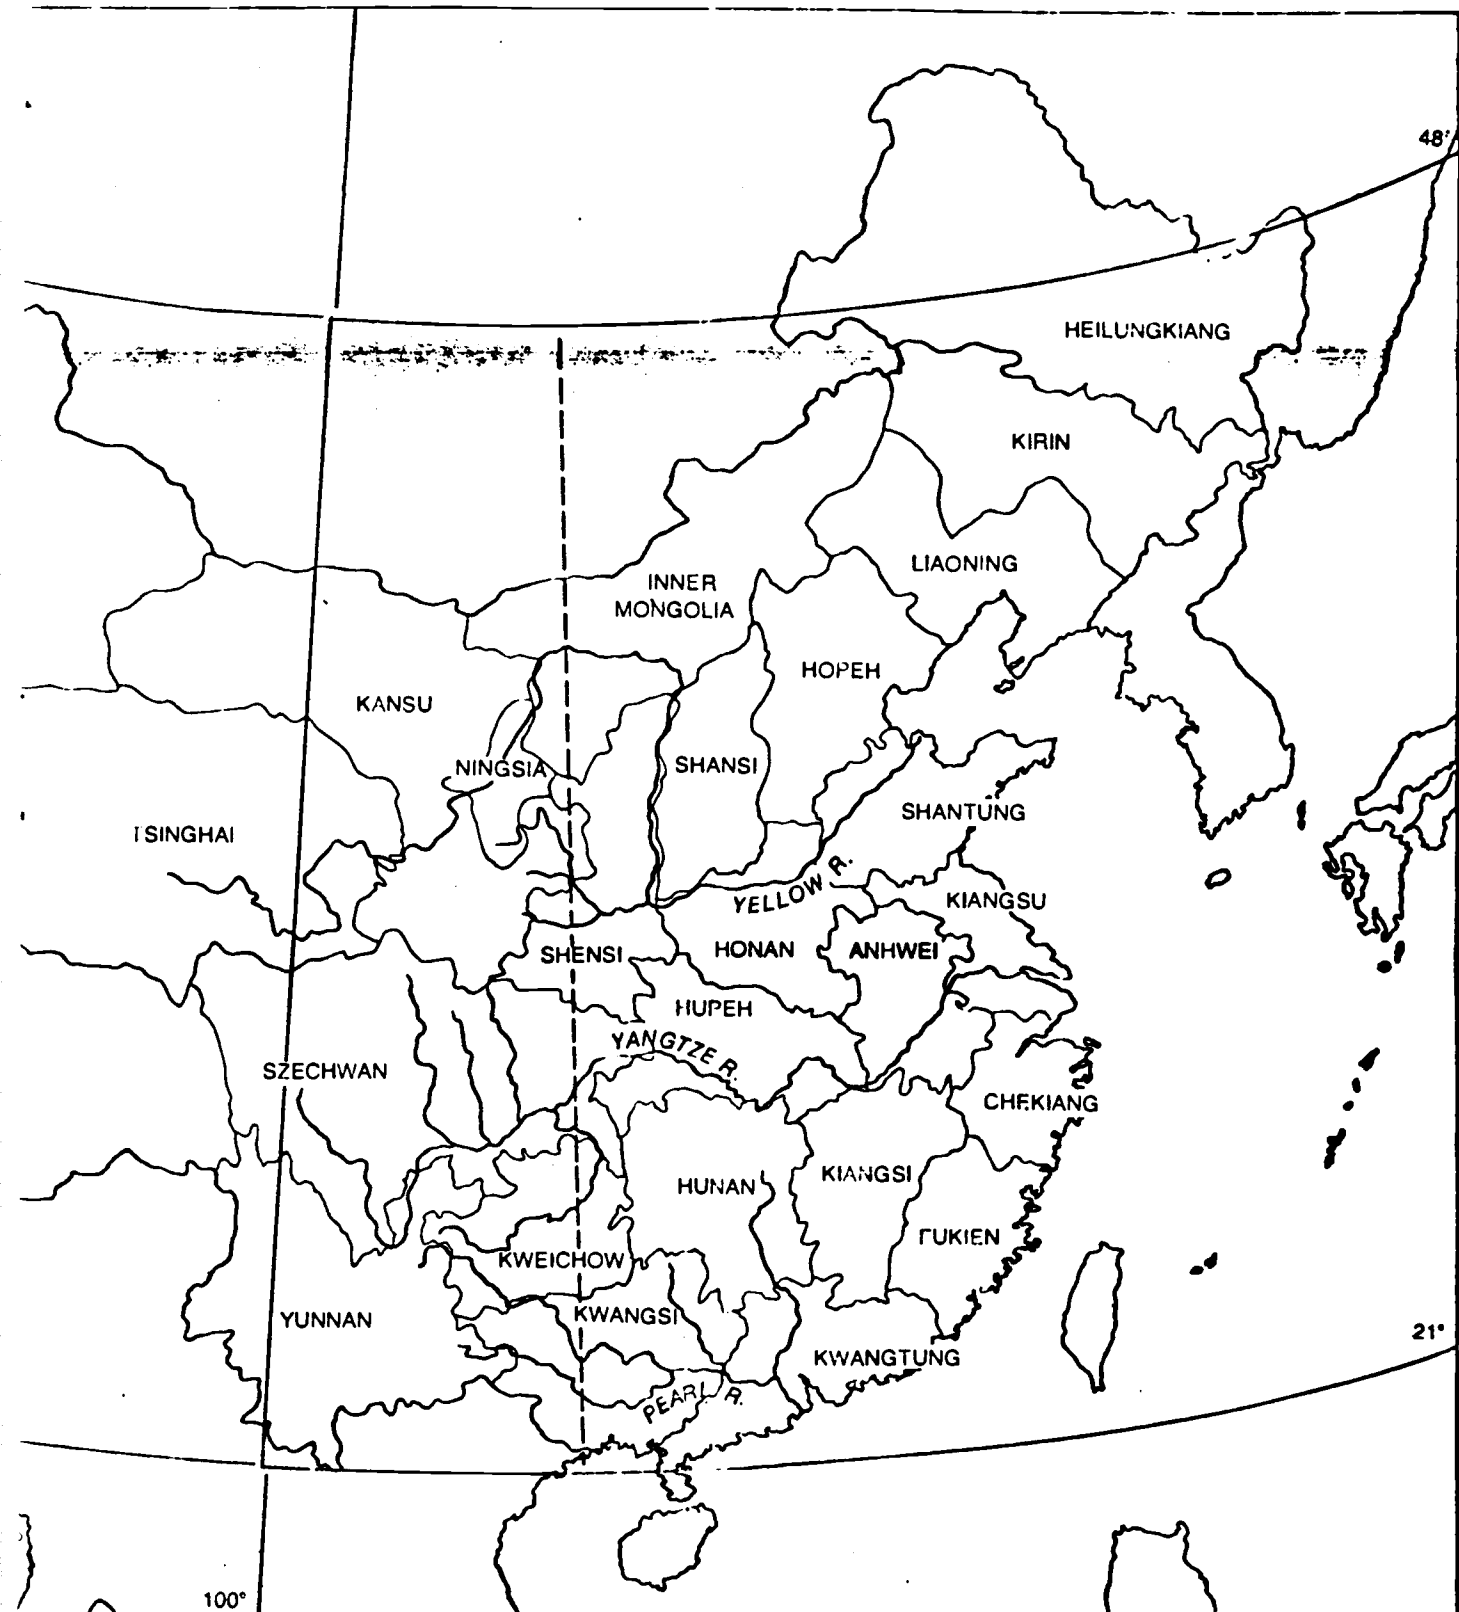 48°
HEILUNGKIANG
KIRIN
LIAONING
INNER
MONGOLIA
HOPEH
KANSU
NINGSIA
SHANSI
SHANTUNG
TSINGHAI
YELLOW R.
KIANGSU
SHENSI
HONAN
ANHWEI
HUPEH
YANGTZE R.
SZECHWAN
CHEKIANG
HUNAN
KIANGSI
FUKIEN
KWEICHOW
YUNNAN
KWANGSI
21°
KWANGTUNG
PEARL R.
100°